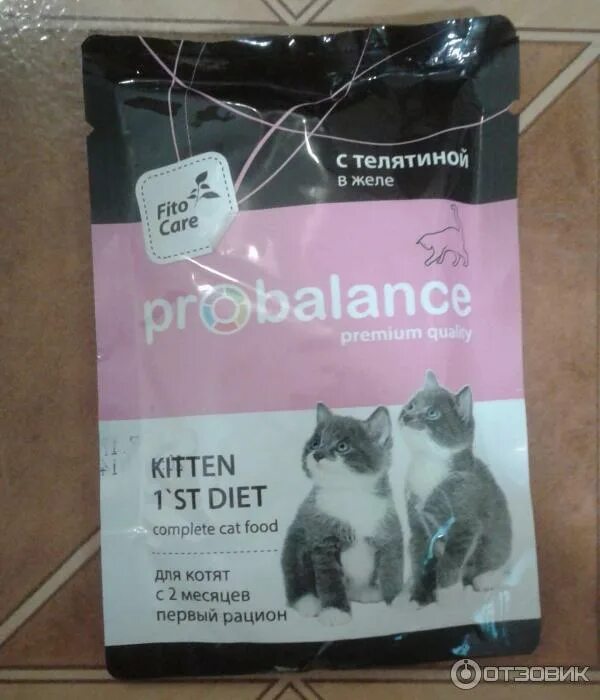 с телятиной
в желе
Fito
Care
probalance
premium quality
KITTEN
1`ST DIET
complete cat food
для котят
с 2 месяцев
первый рацион
ОТЗОВИК